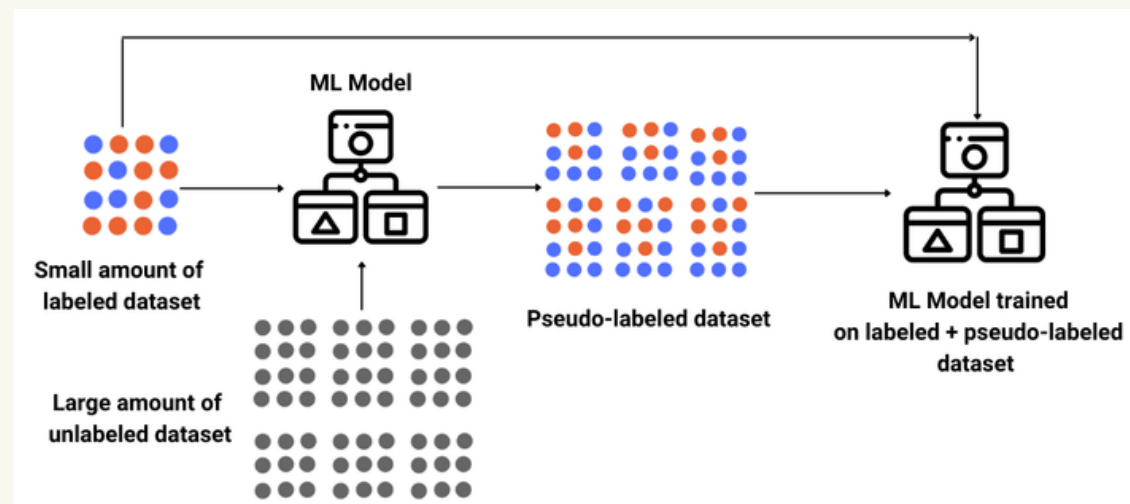 ML Model
Small amount of
labeled dataset
Pseudo-labeled dataset
ML Model trained
on labeled + pseudo-labeled
dataset
Large amount of
unlabeled dataset